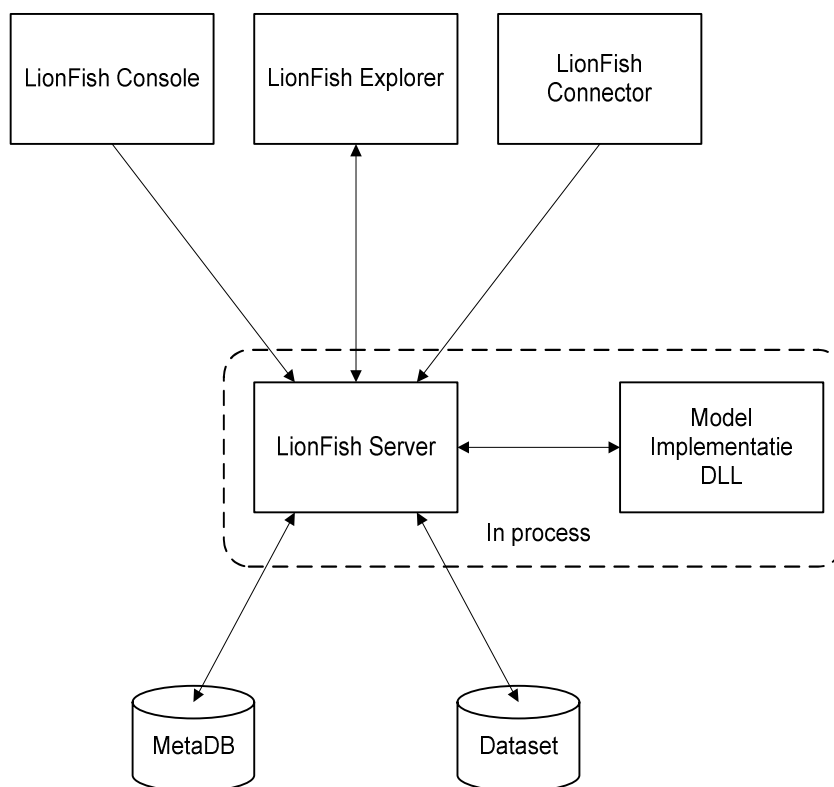 LionFish Console
LionFish Explorer
LionFish
Connector
LionFish Server
Model
Implementatie
DLL
In process
MetaDB
Dataset